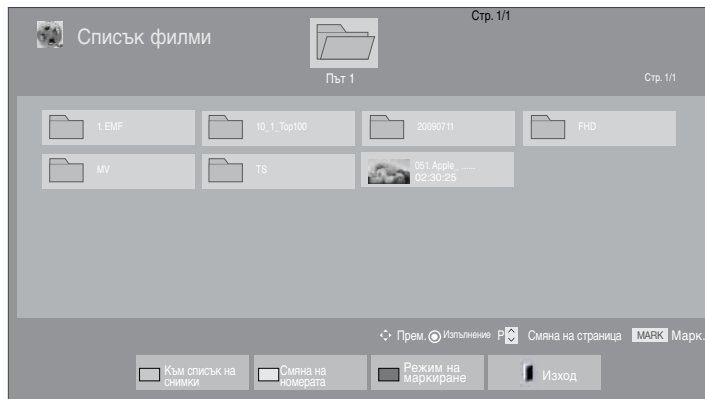 Стр. 1/1
Списък филми
Път 1
Стр. 1/1
1. EMF
10_1_Top100
20090711
FHD
MV
TS
051. Apple_ ......
02:30:25
Прем. Изпълнение P Смяна на страница MARK Марк.
Към списък на
снимки
Смяна на
номерата
Режим на
маркиране
Изход